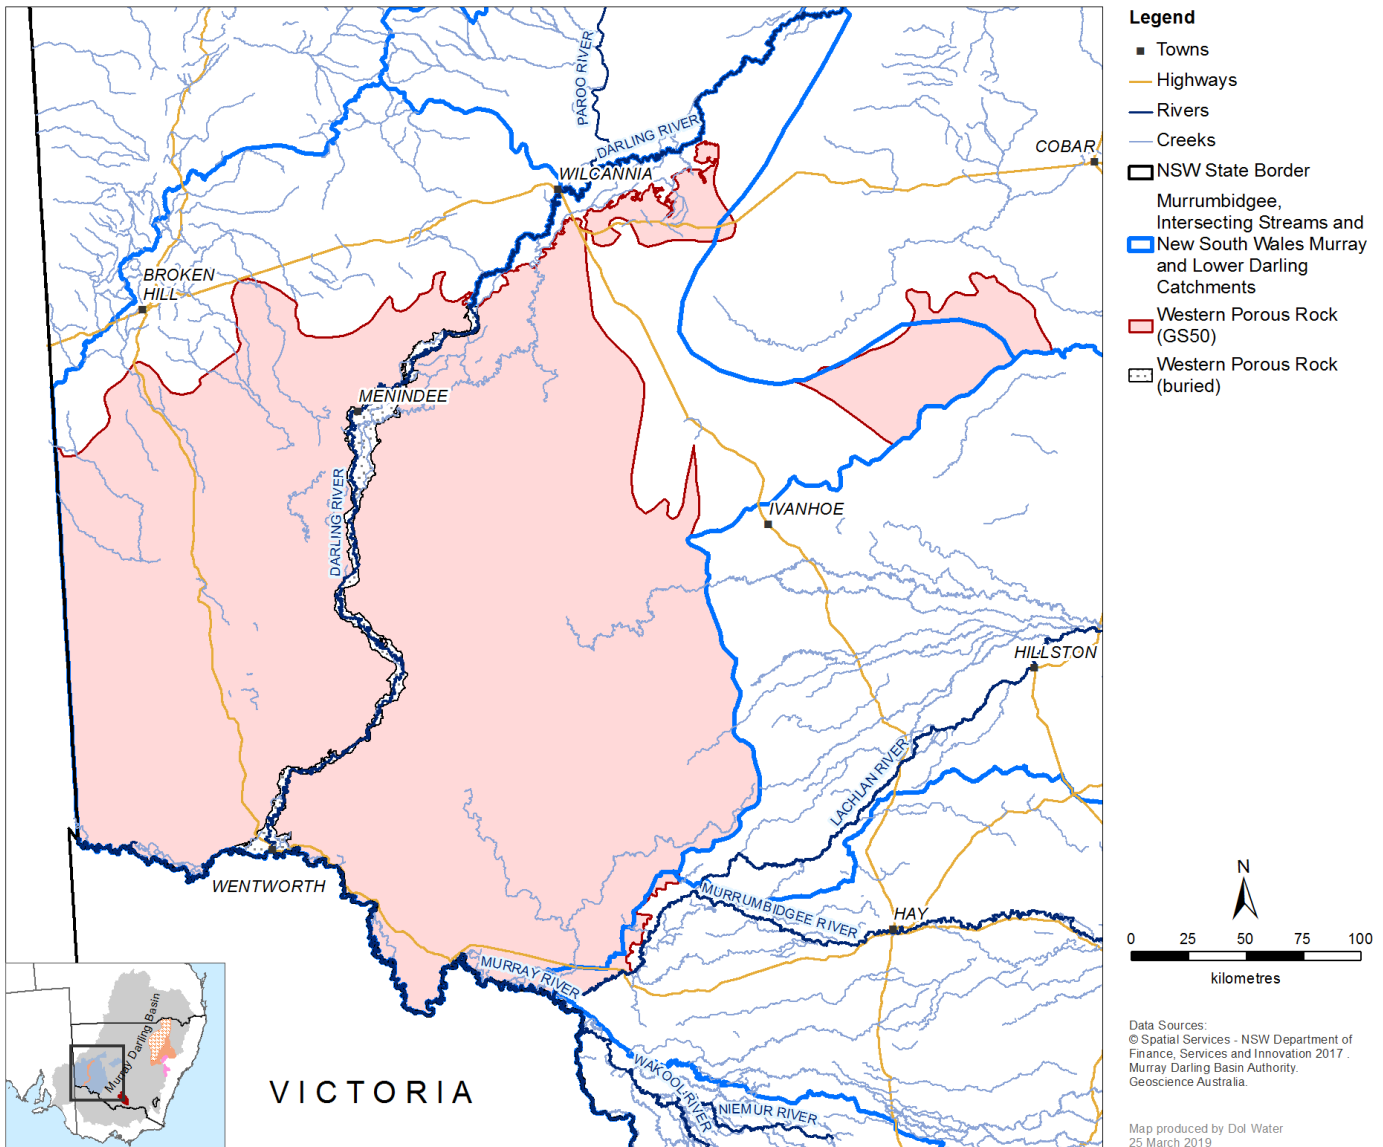 PAROO RIVER
DARLING RIVER
COBAR
WILCANNIA
BROKEN
HILL
MENINDEE
DARLING RIVER
IVANHOE
HILLSTON
LACHLAN RIVER
WENTWORTH
MURRUMBIDGEE RIVER
HAY
MURRAY RIVER
WAKOOL RIVER
NIEMUR RIVER
VICTORIA
Murray Darling Basin
Legend
Towns
Highways
Rivers
Creeks
NSW State Border
Murrumbidgee,
Intersecting Streams and
New South Wales Murray
and Lower Darling
Catchments
Western Porous Rock
(GS50)
Western Porous Rock
(buried)
N
0 25 50 75 100
kilometres
Data Sources:
© Spatial Services - NSW Department of
Finance, Services and Innovation 2017 .
Murray Darling Basin Authority.
Geoscience Australia.
Map produced by DoI Water
25 March 2019